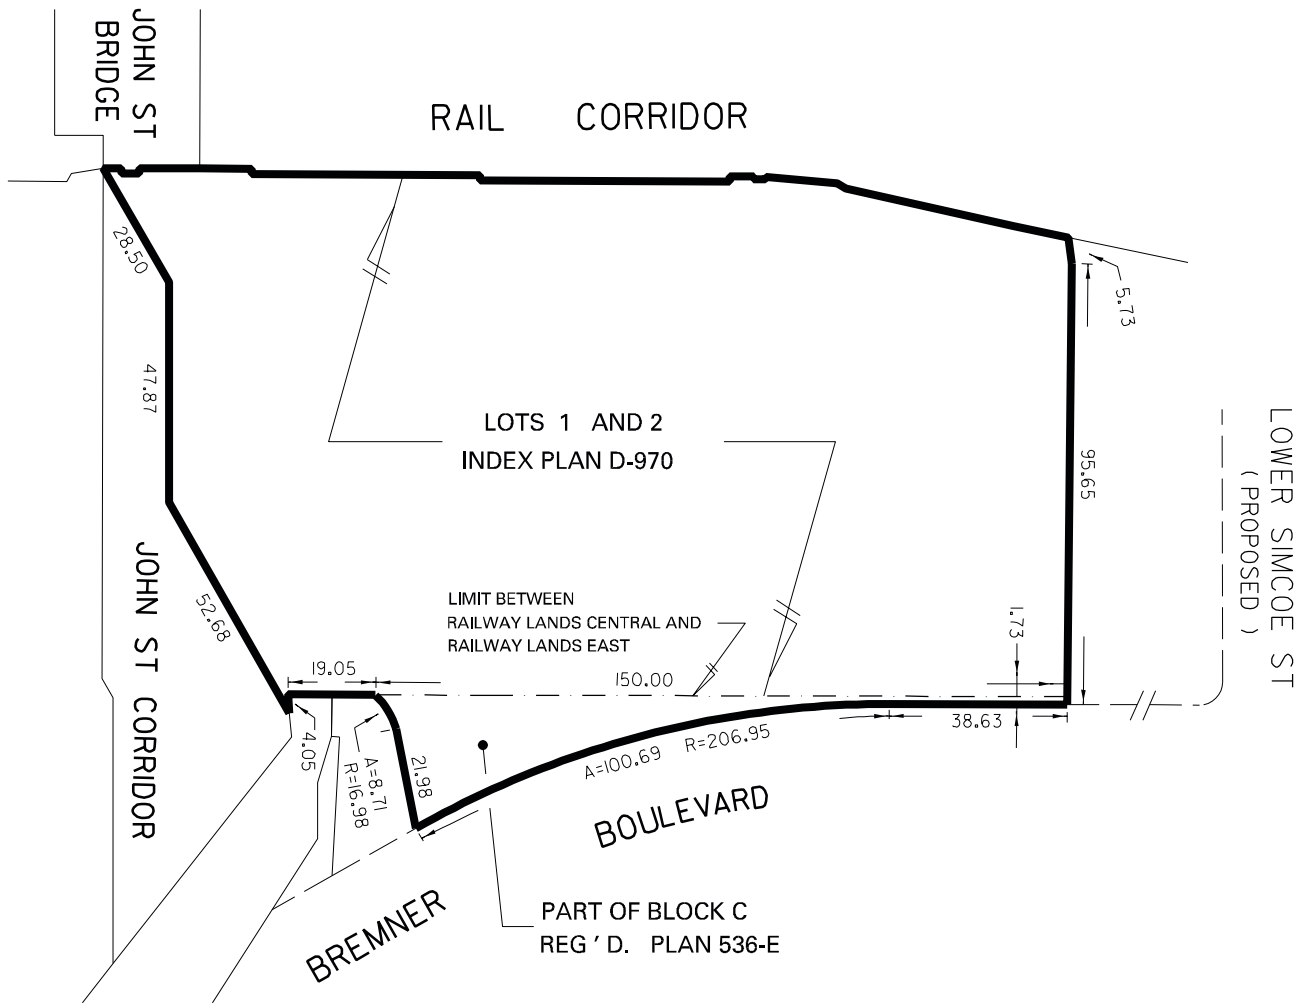 JOHN ST
BRIDGE
RAIL CORRIDOR
28.50
5.73
47.87
LOTS 1 AND 2
INDEX PLAN D-970
95.65
LOWER SIMCOE ST
( PROPOSED )
JOHN ST CORRIDOR
52.68
LIMIT BETWEEN
RAILWAY LANDS CENTRAL AND
RAILWAY LANDS EAST
1.73
19.05
150.00
38.63
4.05
A=8.71
R=16.98
21.98
A=100.69 R=206.95
BREMNER BOULEVARD
PART OF BLOCK C
REG ' D. PLAN 536-E